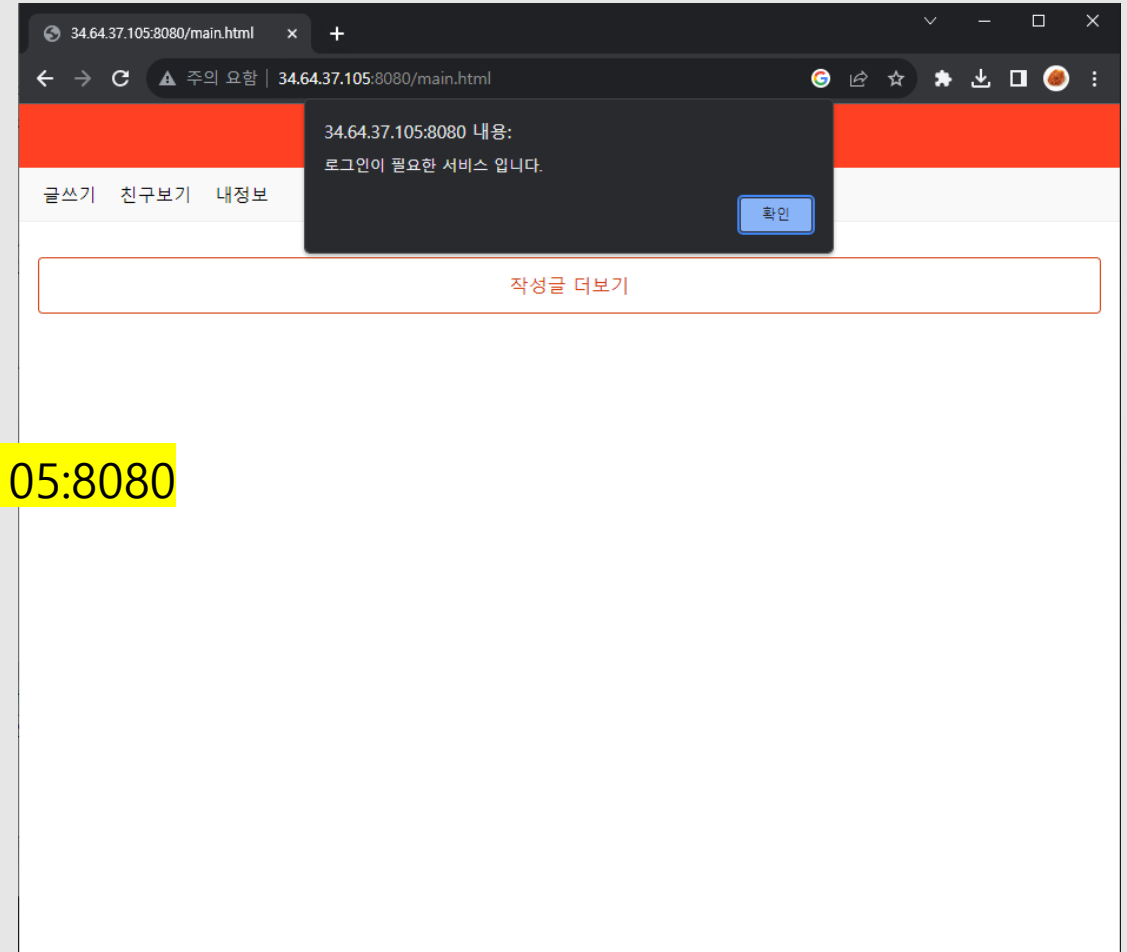 34.64.37.105:8080/main.html
주의 요함 34.64.37.105:8080/main.html
34.64.37.105:8080 내용:
로그인이 필요한 서비스 입니다.
확인
글쓰기 친구보기 내정보
작성글 더보기
05:8080